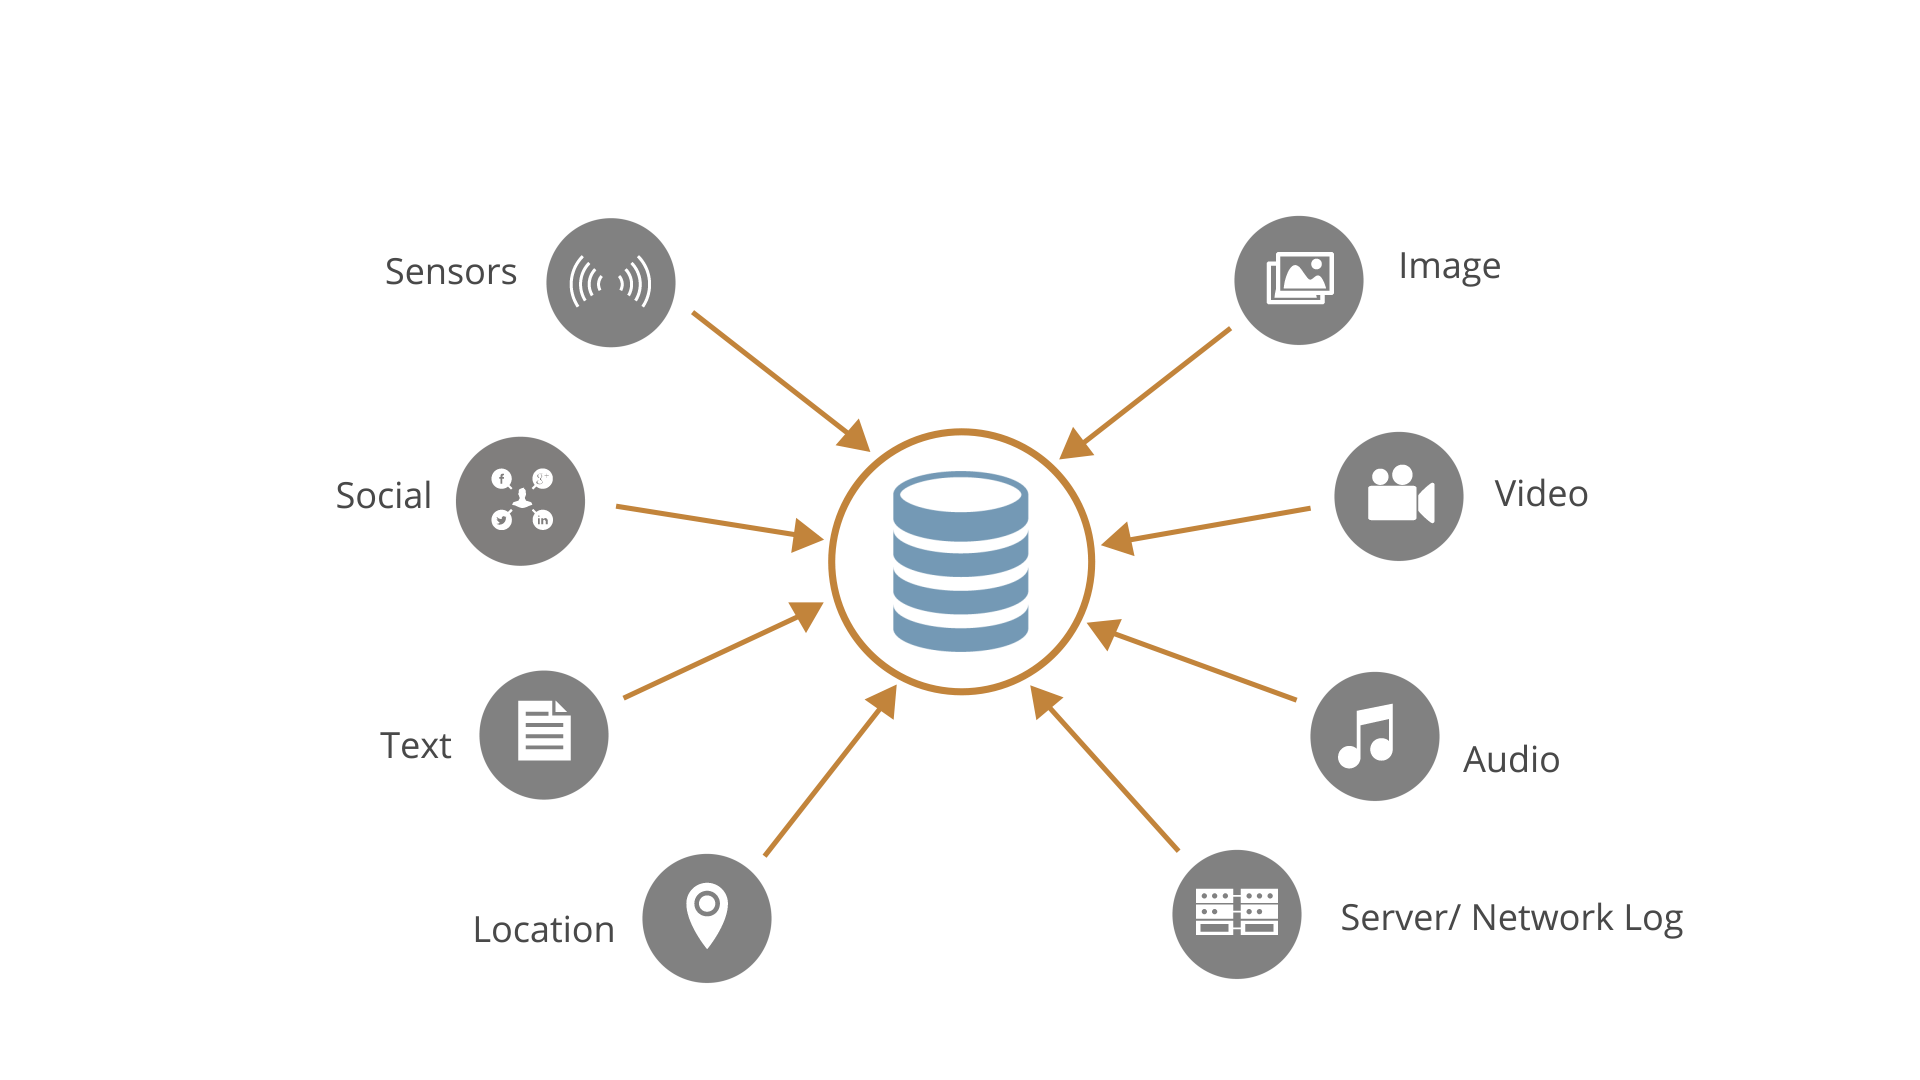 Sensors
Image
Social
Video
Text
Audio
Location
Server/ Network Log